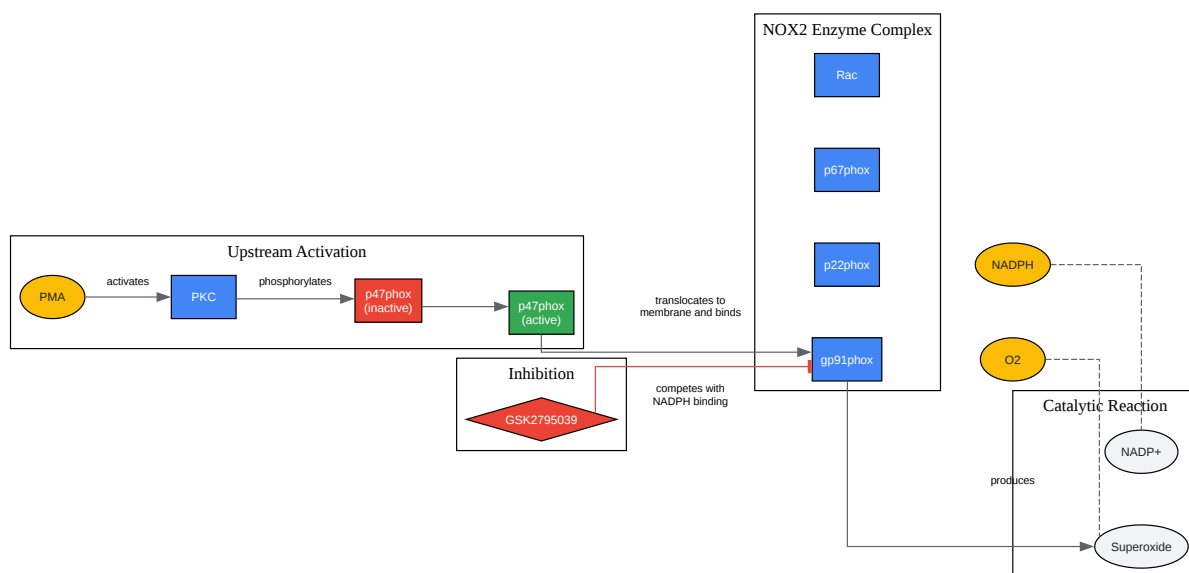 NOX2 Enzyme Complex
Rac
p67phox
p22phox
gp91phox
Upstream Activation
PMA
activates
PKC
phosphorylates
p47phox
(inactive)
p47phox
(active)
translocates to
membrane and binds
Inhibition
GSK2795039
competes with
NADPH binding
NADPH
O2
Catalytic Reaction
NADP+
produces
Superoxide